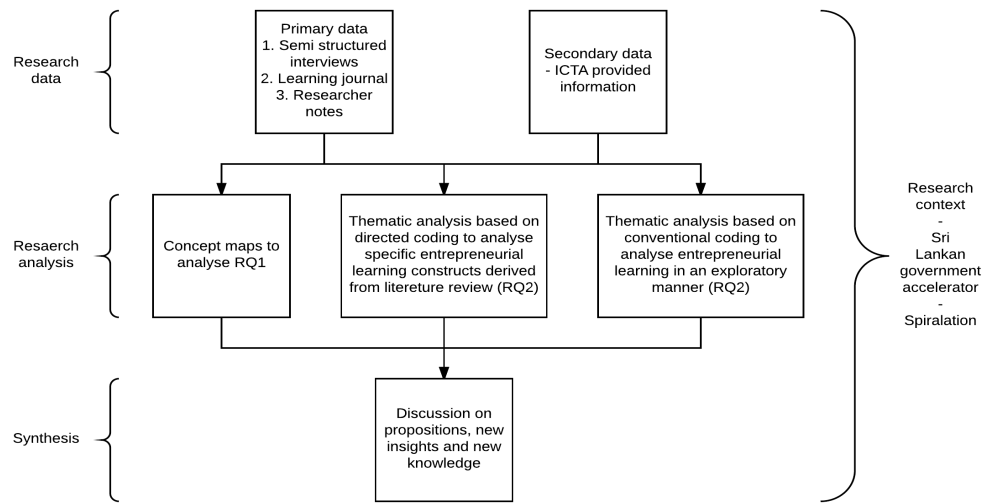 Research
data
Primary data
1. Semi structured
interviews
2. Learning journal
3. Researcher
notes
Secondary data
- ICTA provided
information
Resaerch
analysis
Concept maps to
analyse RQ1
Thematic analysis based on
directed coding to analyse
specific entrepreneurial
learning constructs derived
from litereture review (RQ2)
Thematic analysis based on
conventional coding to
analyse entrepreneurial
learning in an exploratory
manner (RQ2)
Synthesis
Discussion on
propositions, new
insights and new
knowledge
Research
context
-
Sri
Lankan
government
accelerator
-
Spiralation